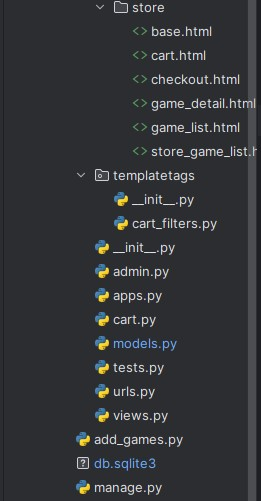 store
base.html
cart.html
checkout.html
game_detail.html
game_list.html
store_game_list.h
templatetags
__init__.py
cart_filters.py
__init__.py
admin.py
apps.py
cart.py
models.py
tests.py
urls.py
views.py
add_games.py
db.sqlite3
manage.py